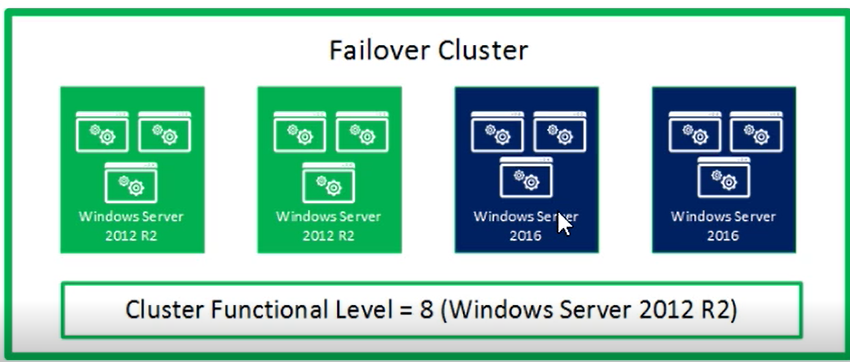 Failover Cluster
Windows Server
2012 R2
Windows Server
2012 R2
Windows Server
2016
Windows Server
2016
Cluster Functional Level = 8 (Windows Server 2012 R2)